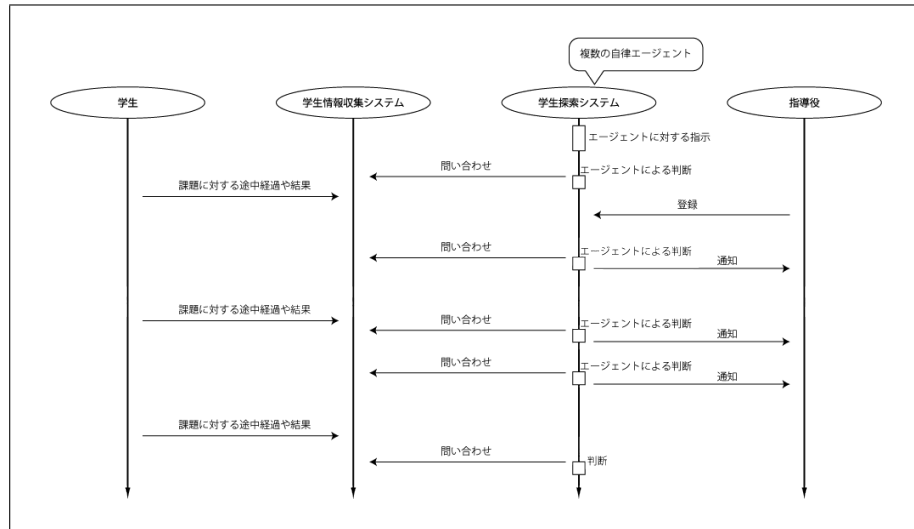 複数の自律エージェント
学生
学生情報収集システム
学生探索システム
指導役
エージェントに対する指示
問い合わせ
エージェントによる判断
課題に対する途中経過や結果
登録
問い合わせ
エージェントによる判断
通知
課題に対する途中経過や結果
問い合わせ
エージェントによる判断
通知
問い合わせ
エージェントによる判断
通知
課題に対する途中経過や結果
問い合わせ
判断